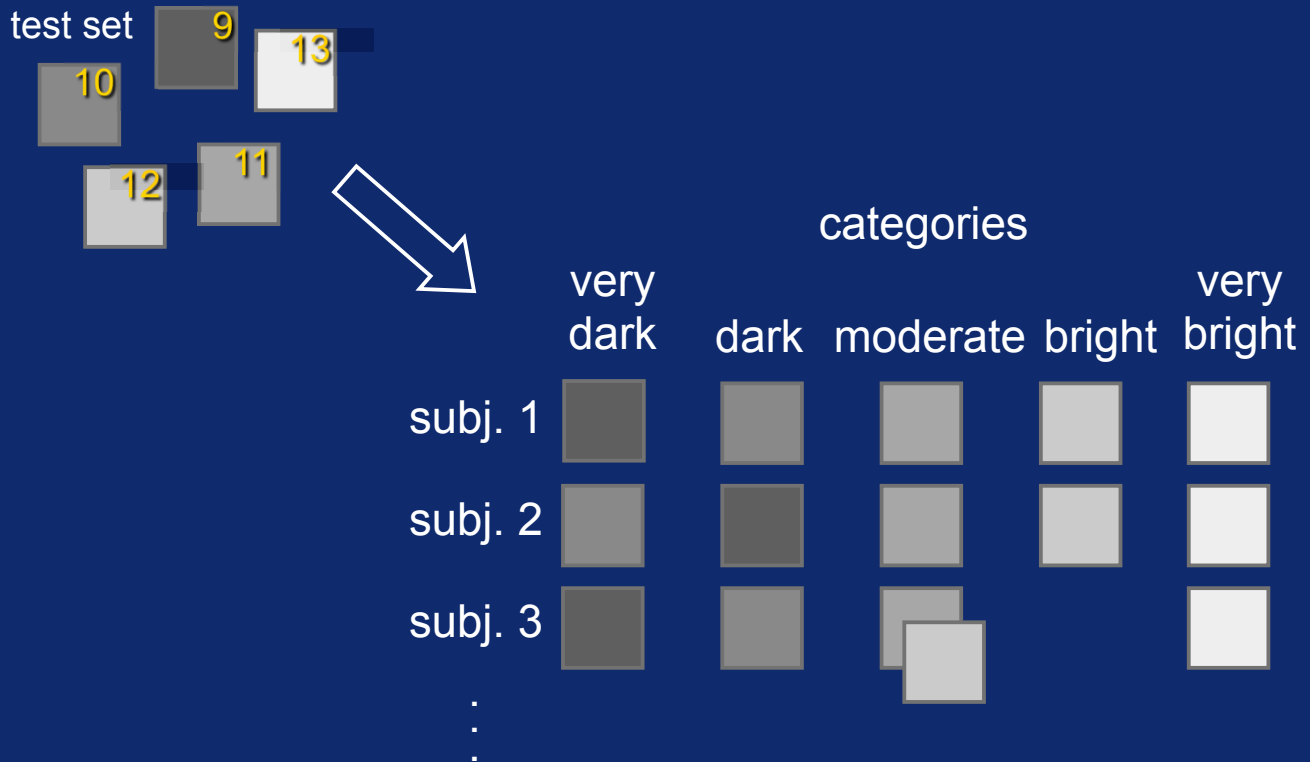 test set
9
13
10
11
12
categories
very dark
dark
moderate
bright
very bright
subj. 1
subj. 2
subj. 3
.
.
.